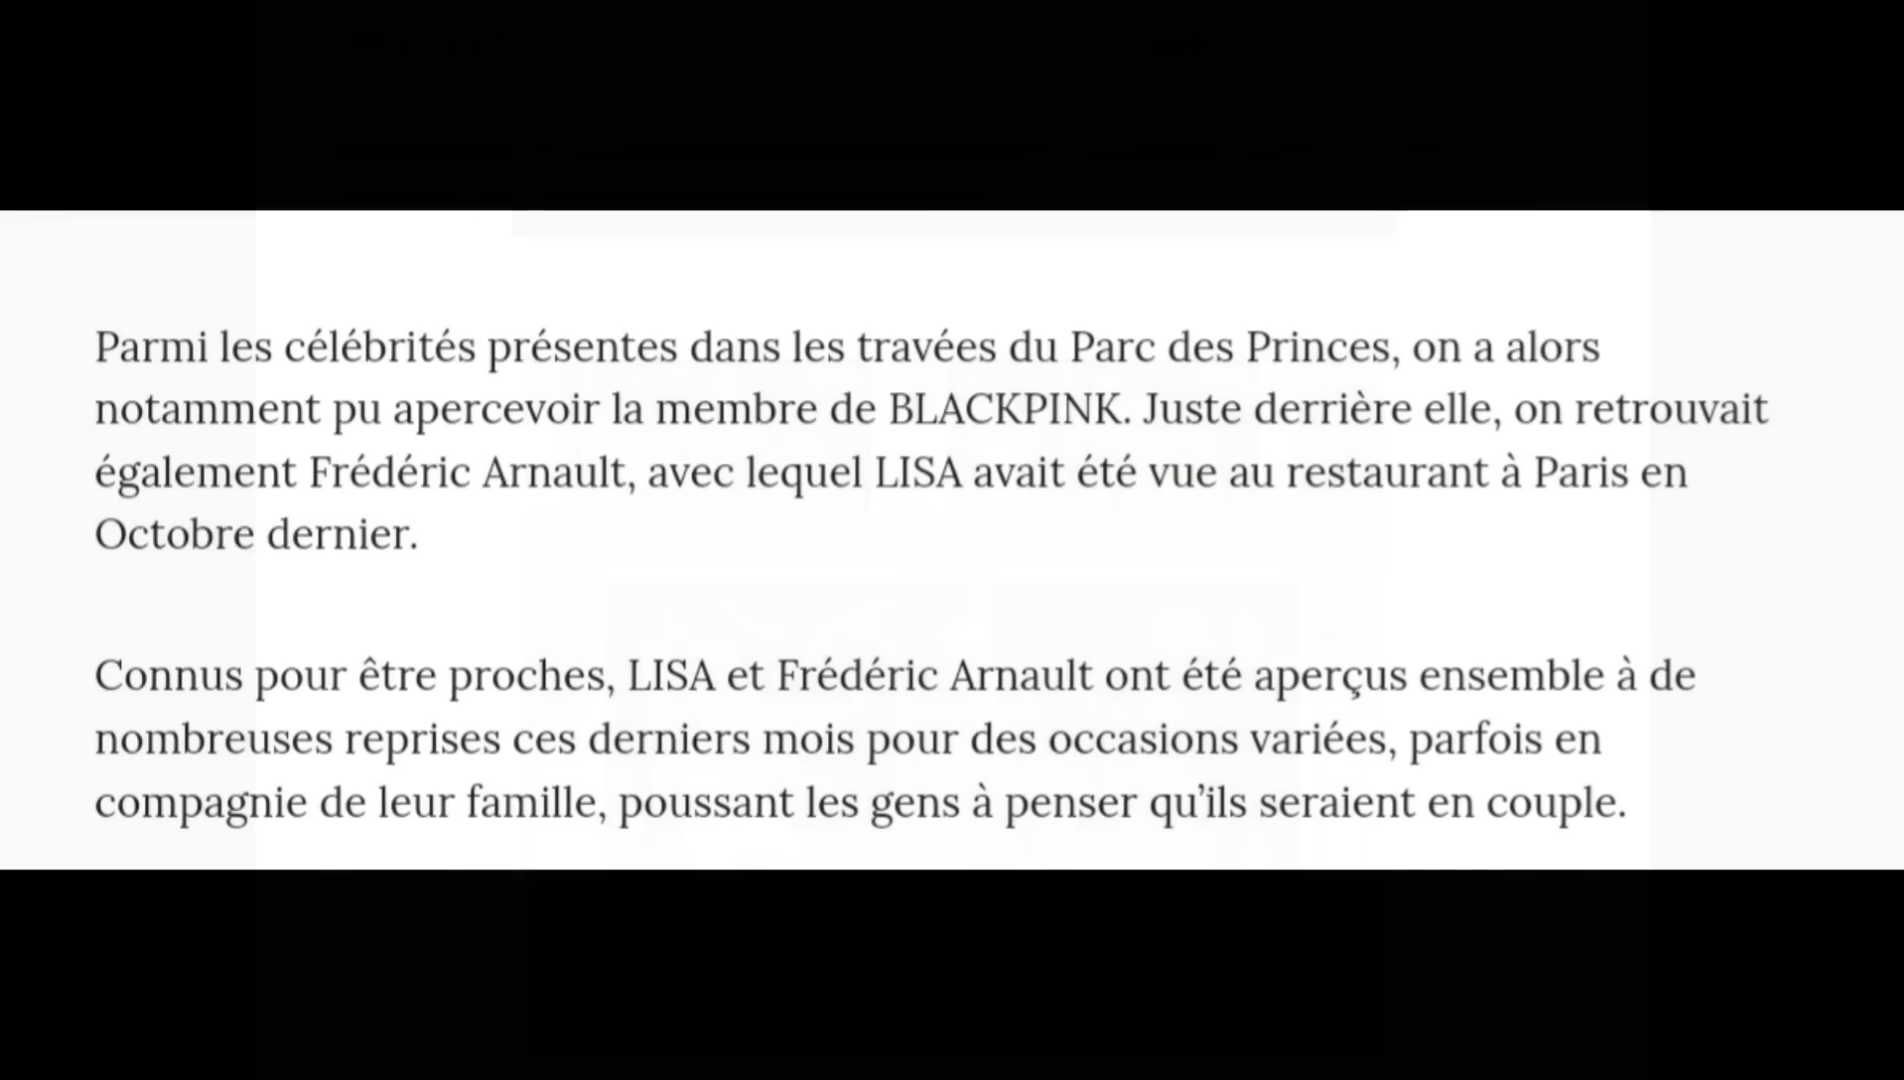 Parmi les célébrités présentes dans les travées du Parc des Princes, on a alors
notamment pu apercevoir la membre de BLACKPINK. Juste derrière elle, on retrouvait
également Frédéric Arnault, avec lequel LISA avait été vue au restaurant à Paris en
Octobre dernier.
Connus pour être proches, LISA et Frédéric Arnault ont été aperçus ensemble à de
nombreuses reprises ces derniers mois pour des occasions variées, parfois en
compagnie de leur famille, poussant les gens à penser qu’ils seraient en couple.